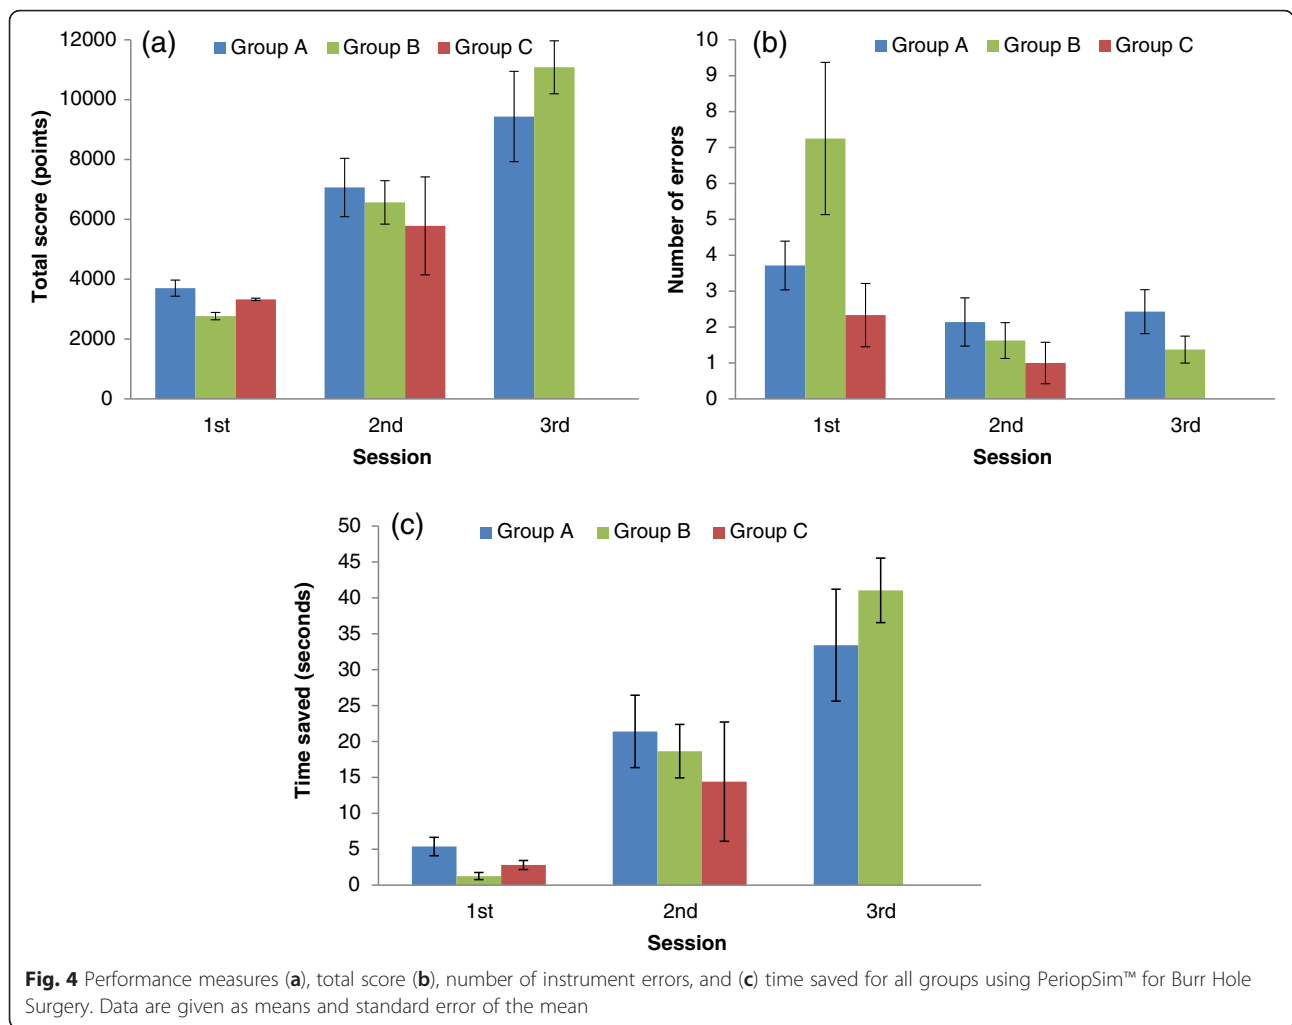 (a)
Group A Group B Group C
Total score (points)
12000
10000
8000
6000
4000
2000
0
1st 2nd 3rd
Session
(b)
Group A Group B Group C
Number of errors
10
9
8
7
6
5
4
3
2
1
0
1st 2nd 3rd
Session
(c)
Group A Group B Group C
Time saved (seconds)
50
45
40
35
30
25
20
15
10
5
0
1st 2nd 3rd
Session
Fig. 4 Performance measures (a), total score (b), number of instrument errors, and (c) time saved for all groups using PeriopSim™ for Burr Hole
Surgery. Data are given as means and standard error of the mean